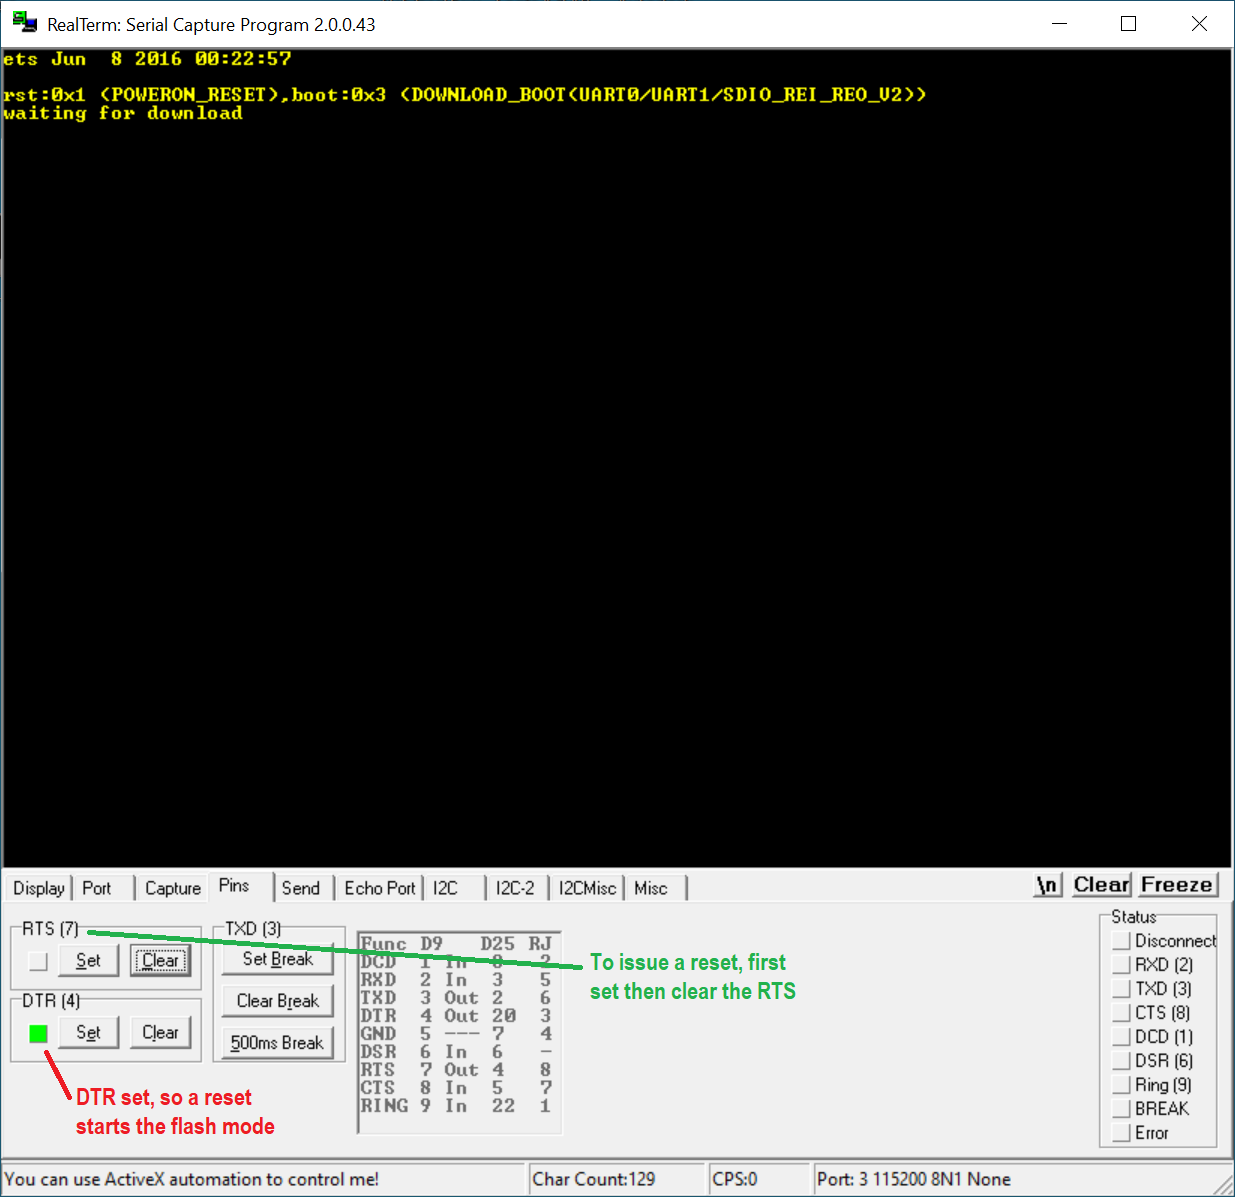 RealTerm: Serial Capture Program 2.0.0.43
ets Jun  8 2016 00:22:57
rst:0x1 (POWERON_RESET),boot:0x3 (DOWNLOAD_BOOT(UART0/UART1/SDIO_REI_REO_V2))
waiting for download
Display Port Capture Pins Send Echo Port I2C I2C-2 I2CMisc Misc \n Clear Freeze
RTS (7)
Set Clear
DTR (4)
Set Clear
TXD (3)
Set Break
Clear Break
500ms Break
Func D9 D25 RJ
DCD 1 In 8 2
RXD 2 In 3 5
TXD 3 Out 2 6
DTR 4 Out 20 3
GND 5 --- 7 4
DSR 6 In 6 -
RTS 7 Out 4 8
CTS 8 In 5 7
RING 9 In 22 1
To issue a reset, first
set then clear the RTS
DTR set, so a reset
starts the flash mode
Status
Disconnect
RXD (2)
TXD (3)
CTS (8)
DCD (1)
DSR (6)
Ring (9)
BREAK
Error
You can use ActiveX automation to control me! Char Count:129 CPS:0 Port: 3 115200 8N1 None